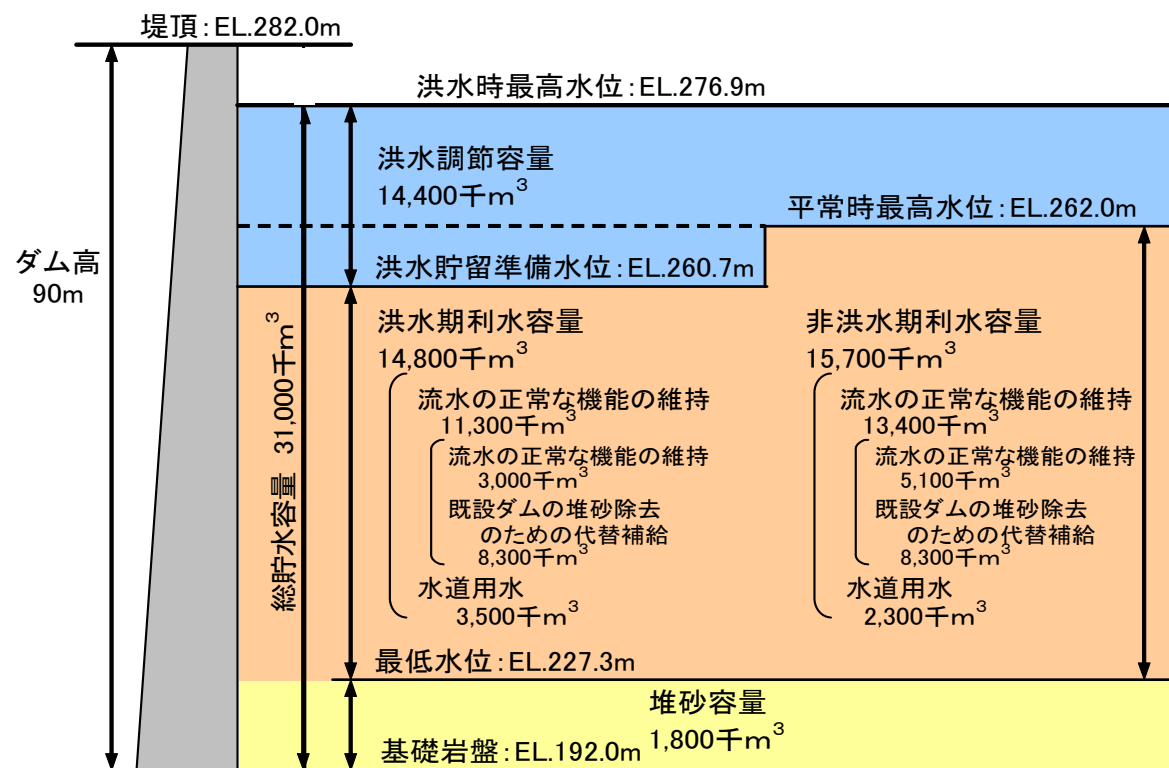 堤頂:EL.282.0m
洪水時最高水位:EL.276.9m
洪水調節容量
14,400千m³
平常時最高水位:EL.262.0m
ダム高
90m
洪水貯留準備水位:EL.260.7m
総貯水容量 31,000千m³
洪水期利水容量
14,800千m³
流水の正常な機能の維持
11,300千m³
流水の正常な機能の維持
3,000千m³
既設ダムの堆砂除去
のための代替補給
8,300千m³
水道用水
3,500千m³
非洪水期利水容量
15,700千m³
流水の正常な機能の維持
13,400千m³
流水の正常な機能の維持
5,100千m³
既設ダムの堆砂除去
のための代替補給
8,300千m³
水道用水
2,300千m³
最低水位:EL.227.3m
堆砂容量
1,800千m³
基礎岩盤:EL.192.0m